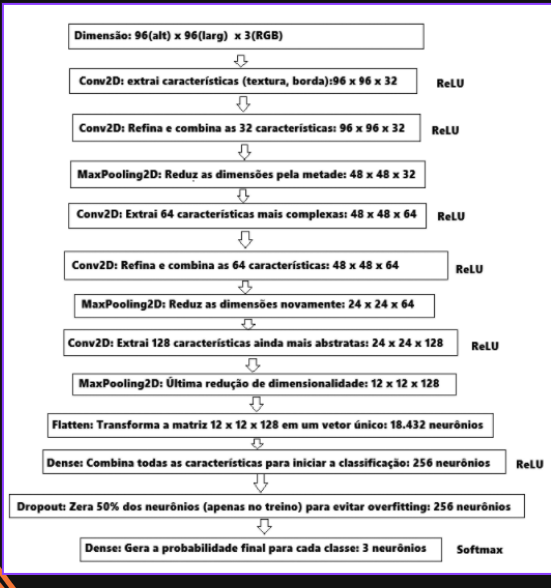 Dimensão: 96(alt) x 96(larg) x 3(RGB)
Conv2D: extrai características (textura, borda):96 x 96 x 32 ReLU
Conv2D: Refina e combina as 32 características: 96 x 96 x 32 ReLU
MaxPooling2D: Reduz as dimensões pela metade: 48 x 48 x 32
Conv2D: Extrai 64 características mais complexas: 48 x 48 x 64 ReLU
Conv2D: Refina e combina as 64 características: 48 x 48 x 64 ReLU
MaxPooling2D: Reduz as dimensões novamente: 24 x 24 x 64
Conv2D: Extrai 128 características ainda mais abstratas: 24 x 24 x 128 ReLU
MaxPooling2D: Última redução de dimensionalidade: 12 x 12 x 128
Flatten: Transforma a matriz 12 x 12 x 128 em um vetor único: 18.432 neurônios
Dense: Combina todas as características para iniciar a classificação: 256 neurônios ReLU
Dropout: Zera 50% dos neurônios (apenas no treino) para evitar overfitting: 256 neurônios
Dense: Gera a probabilidade final para cada classe: 3 neurônios Softmax